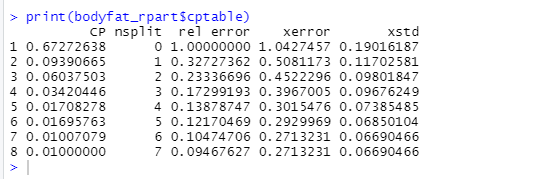 > print(bodyfat_rpart$cptable)
CP nsplit rel error xerror xstd
1 0.67272638 0 1.00000000 1.0427457 0.19016187
2 0.09390665 1 0.32727362 0.5081173 0.11702581
3 0.06037503 2 0.23336696 0.4522296 0.09801847
4 0.03420446 3 0.17299193 0.3967005 0.09676249
5 0.01708278 4 0.13878747 0.3015476 0.07385485
6 0.01695763 5 0.12170469 0.2929969 0.06850104
7 0.01007079 6 0.10474706 0.2713231 0.06690466
8 0.01000000 7 0.09467627 0.2713231 0.06690466
>